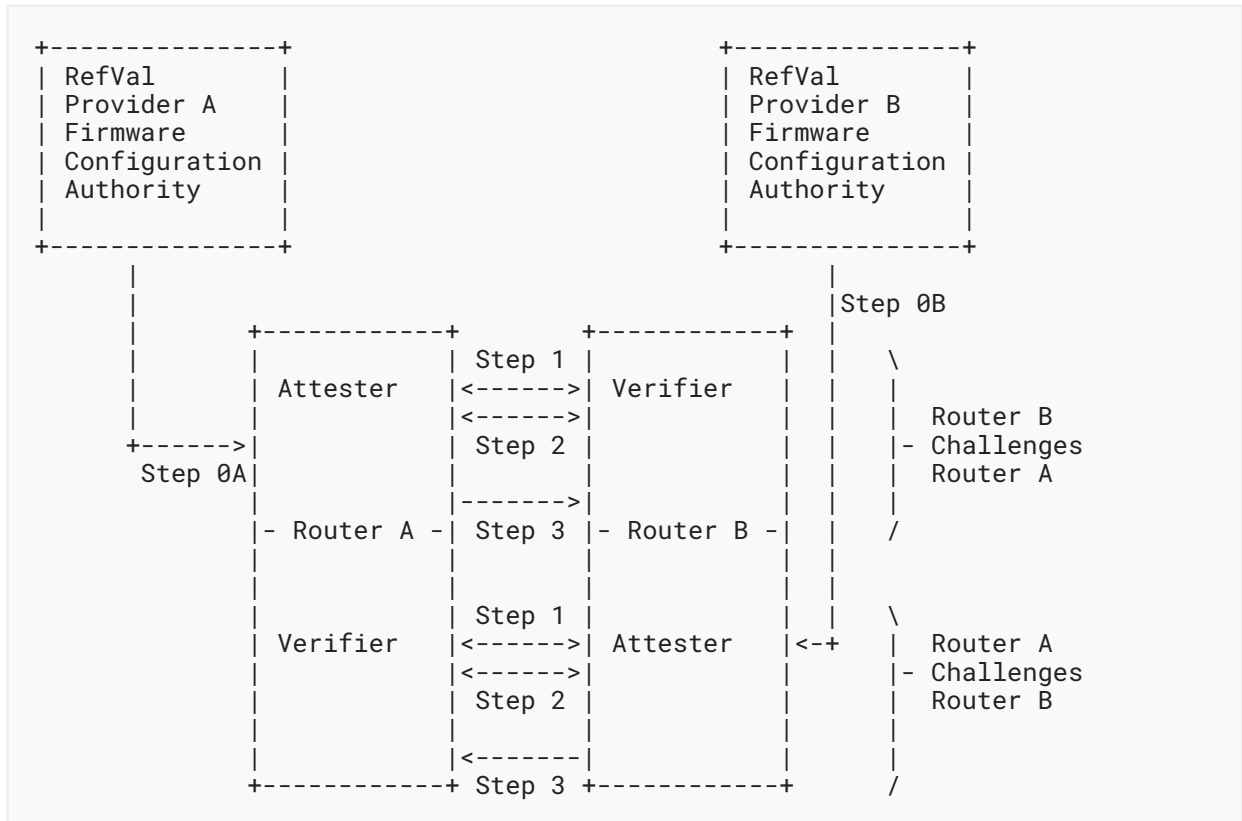 +---------------+                              +---------------+
| RefVal        |                              | RefVal        |
| Provider A    |                              | Provider B    |
| Firmware      |                              | Firmware      |
| Configuration |                              | Configuration |
| Authority     |                              | Authority     |
|               |                              |               |
+---------------+                              +---------------+
      |                                               |
      |                                               |Step 0B
      |       +------------+        +------------+    |
      |       |            | Step 1 |            |    |   \
      |       | Attester   |<------>| Verifier   |    |   |
      |       |            |<------>|            |    |   |  Router B
      +------>|            | Step 2 |            |    |   |- Challenges
       Step 0A|            |        |            |    |   |  Router A
              |            |------->|            |    |   |
              |- Router A -| Step 3 |- Router B -|    |   /
              |            |        |            |    |
              |            |        |            |    |
              |            | Step 1 |            |    |   \
              | Verifier   |<------>| Attester   |<-+   |  Router A
              |            |<------>|            |      |- Challenges
              |            | Step 2 |            |      |  Router B
              |            |        |            |      |
              |            |<-------|            |      |
              +------------+ Step 3 +------------+      /